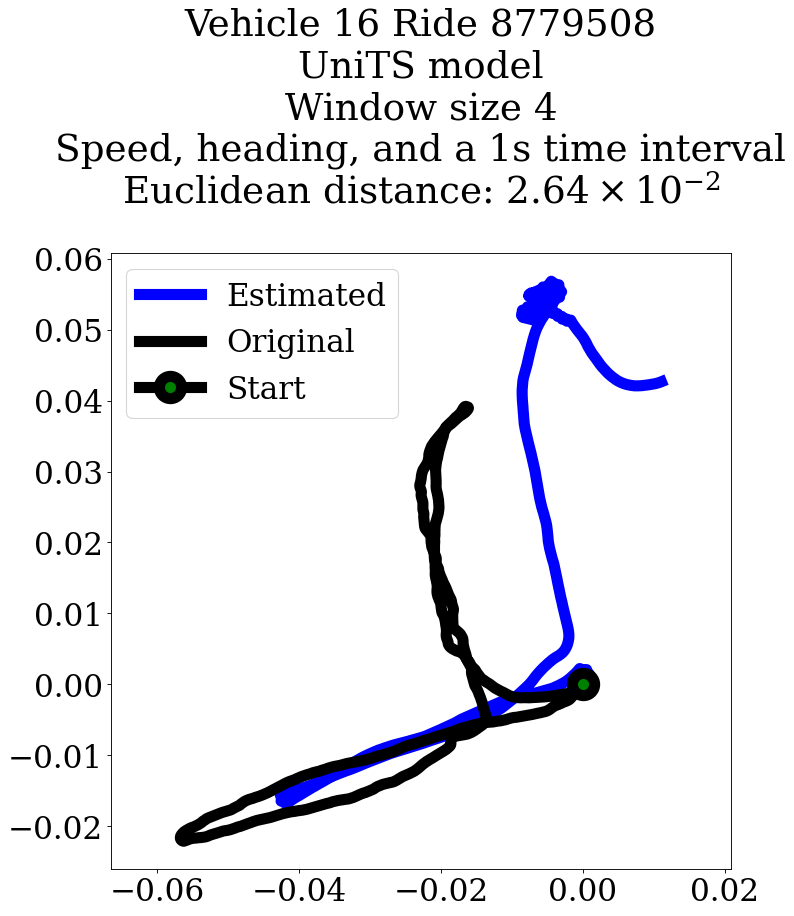 Vehicle 16 Ride 8779508
UniTS model
Window size 4
Speed, heading, and a 1s time interval
Euclidean distance: 2.64 × 10⁻²
0.06
Estimated
0.05
Original
0.04
Start
0.03
0.02
0.01
0.00
−0.01
−0.02
−0.06 −0.04 −0.02 0.00 0.02